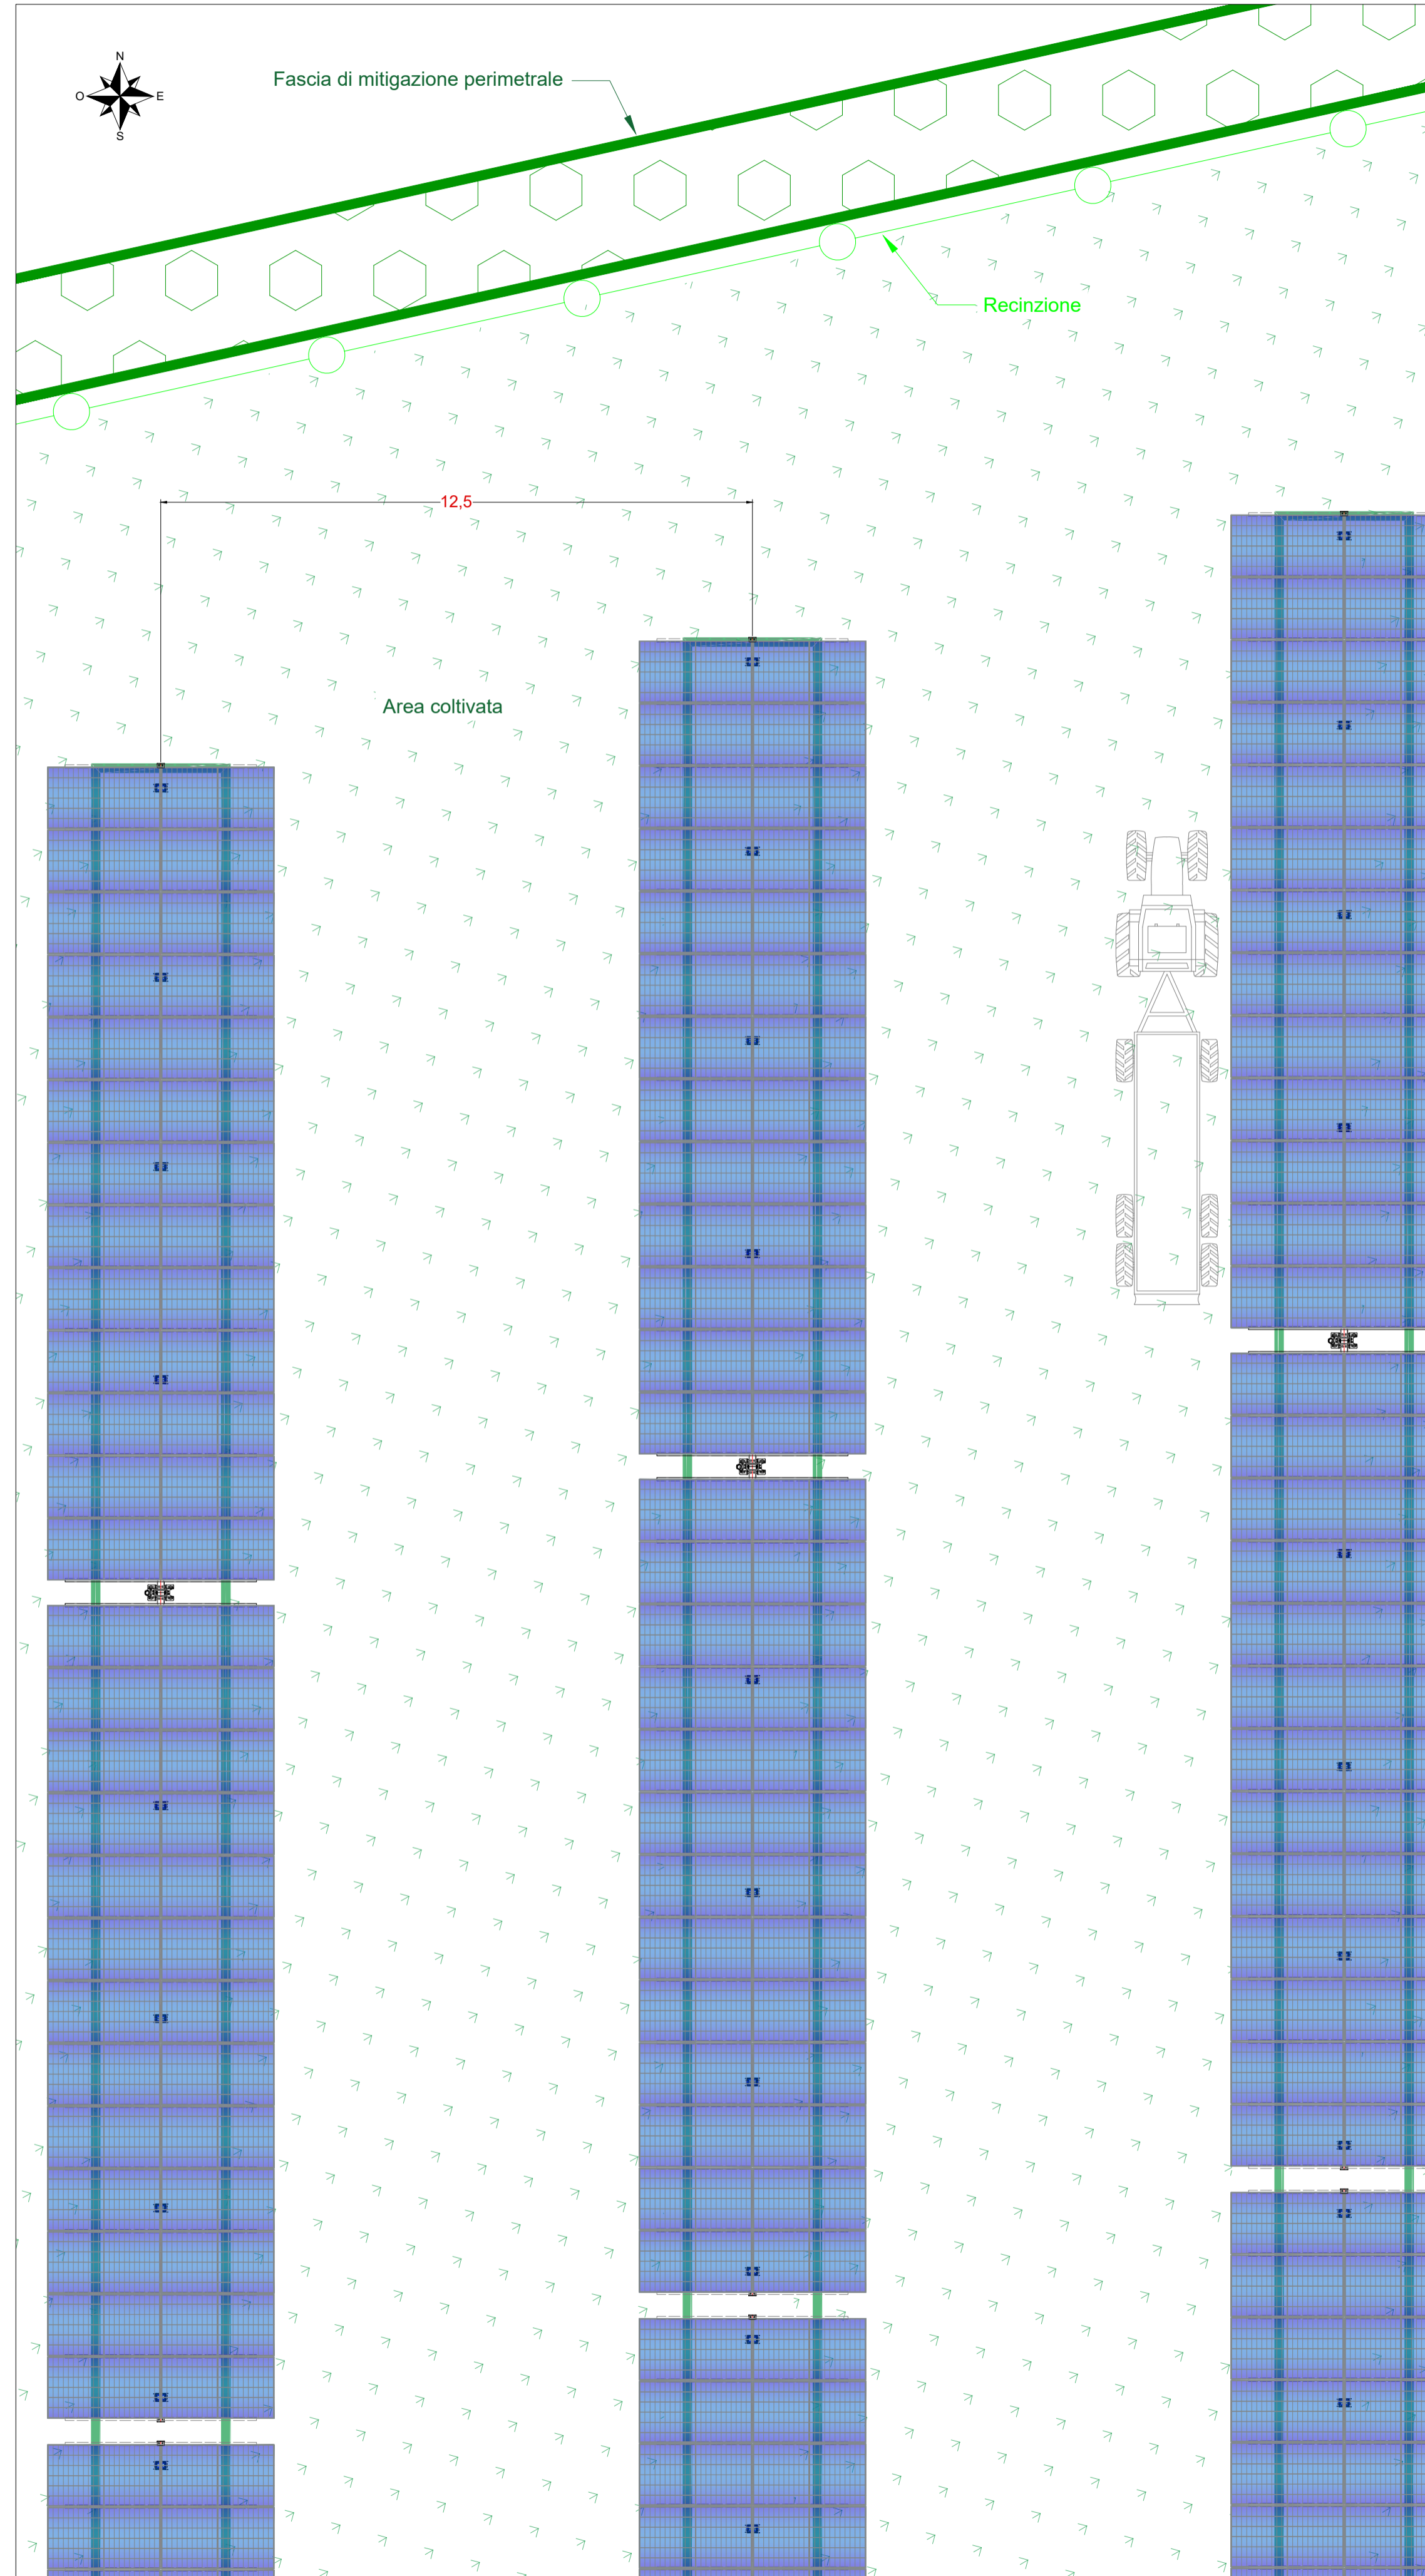 N
O
E
S
Fascia di mitigazione perimetrale
Recinzione
12,5
Area coltivata